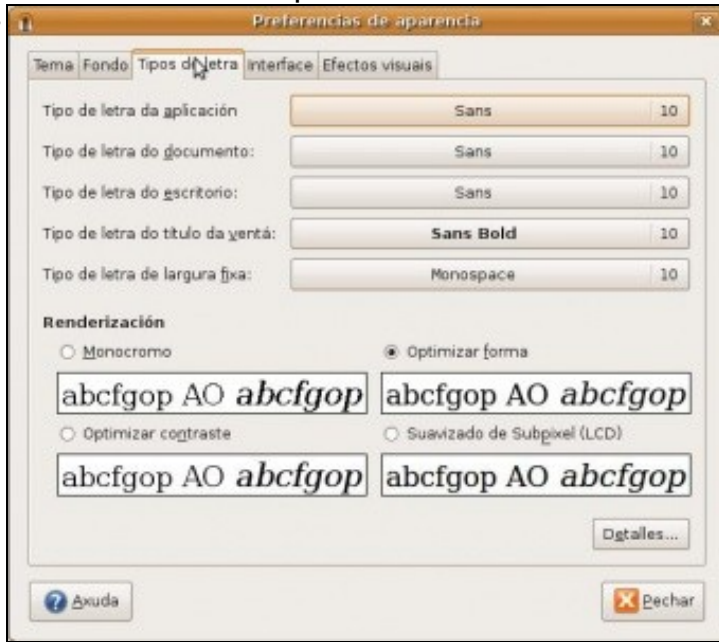 Preferencias de aparencia
Tema Fondo Tipos de letra Interface Efectos visuais
Tipo de letra da aplicación Sans 10
Tipo de letra do documento: Sans 10
Tipo de letra do escritorio: Sans 10
Tipo de letra do título da ventá: Sans Bold 10
Tipo de letra de largura fixa: Monospace 10
Renderización
Monocromo Optimizar forma
abcfgop AO abcfgop abcfgop AO abcfgop
Optimizar contraste Suavizado de Subpixel (LCD)
abcfgop AO abcfgop abcfgop AO abcfgop
Detalles...
Axuda Pechar